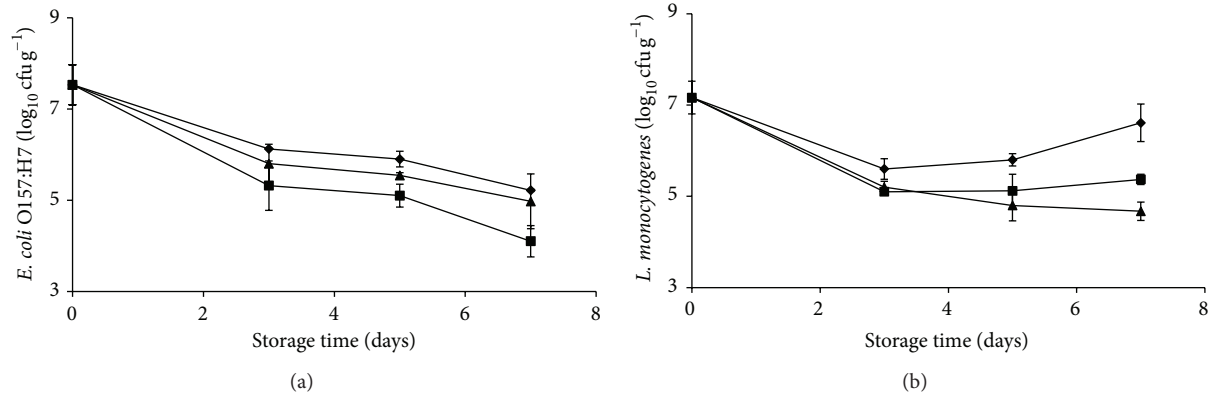 9
7
5
3
E. coli O157:H7 (log₁₀ cfu g⁻¹)
0 2 4 6 8
Storage time (days)
(a)
9
7
5
3
L. monocytogenes (log₁₀ cfu g⁻¹)
0 2 4 6 8
Storage time (days)
(b)